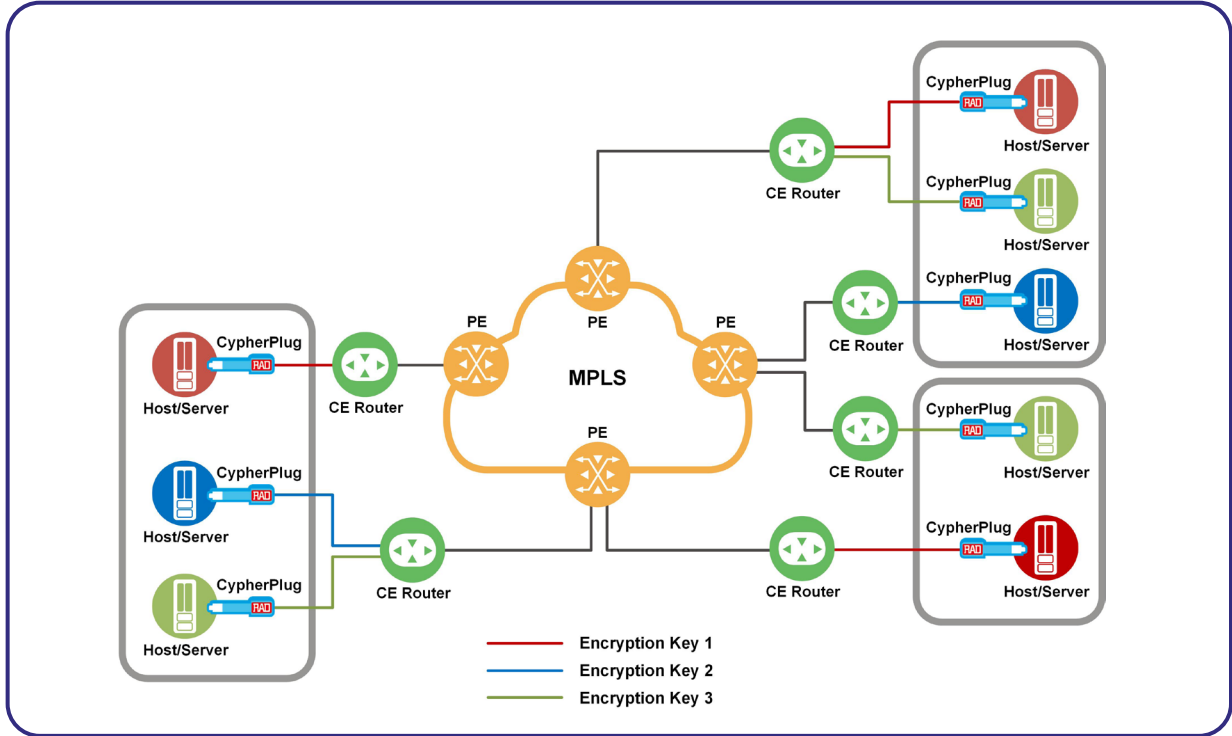 CypherPlug
RAD
Host/Server
CypherPlug
RAD
Host/Server
CE Router
CypherPlug
RAD
Host/Server
CE Router
PE
PE
PE
MPLS
PE
CypherPlug
RAD
Host/Server
CE Router
CypherPlug
RAD
Host/Server
CypherPlug
RAD
Host/Server
CE Router
CypherPlug
RAD
Host/Server
CE Router
CypherPlug
RAD
Host/Server
CE Router
Encryption Key 1
Encryption Key 2
Encryption Key 3